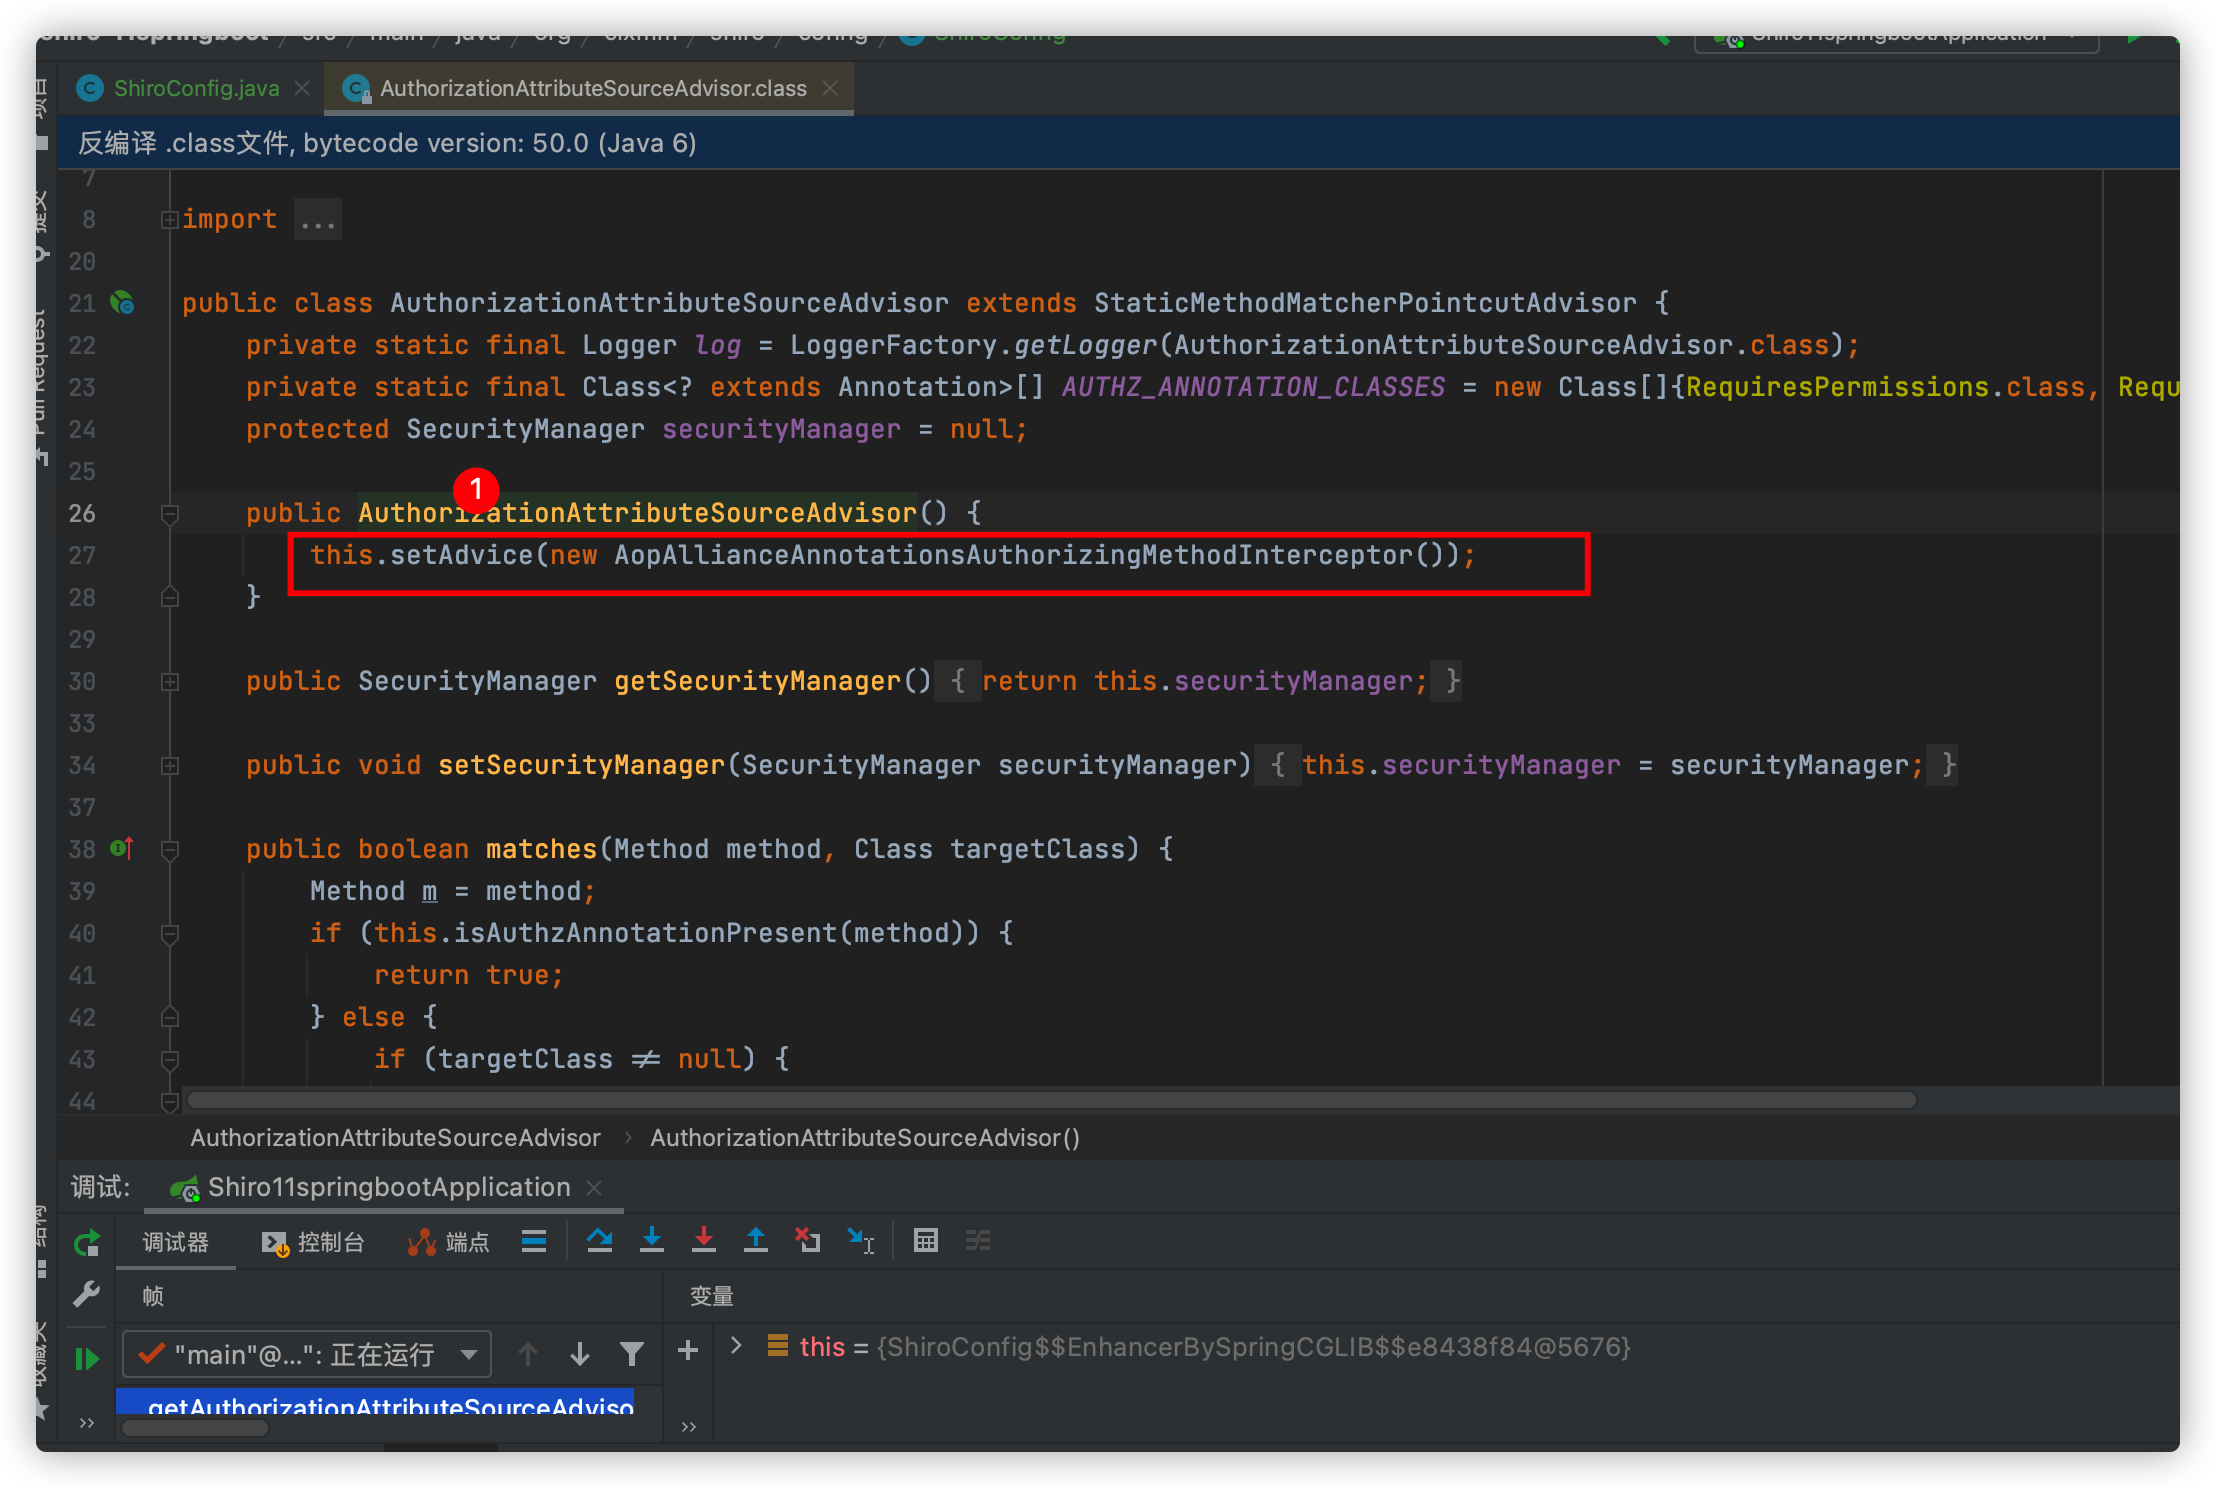 ShiroConfig.java
AuthorizationAttributeSourceAdvisor.class
反编译 .class文件, bytecode version: 50.0 (Java 6)
7
8 import ...
20
21 public class AuthorizationAttributeSourceAdvisor extends StaticMethodMatcherPointcutAdvisor {
22 private static final Logger log = LoggerFactory.getLogger(AuthorizationAttributeSourceAdvisor.class);
23 private static final Class<? extends Annotation>[] AUTHZ_ANNOTATION_CLASSES = new Class[]{RequiresPermissions.class, Requ
24 protected SecurityManager securityManager = null;
25
1
26 public AuthorizationAttributeSourceAdvisor() {
27 this.setAdvice(new AopAllianceAnnotationsAuthorizingMethodInterceptor());
28 }
29
30 public SecurityManager getSecurityManager() { return this.securityManager; }
33
34 public void setSecurityManager(SecurityManager securityManager) { this.securityManager = securityManager; }
37
38 public boolean matches(Method method, Class targetClass) {
39 Method m = method;
40 if (this.isAuthzAnnotationPresent(method)) {
41 return true;
42 } else {
43 if (targetClass ≠ null) {
44
AuthorizationAttributeSourceAdvisor › AuthorizationAttributeSourceAdvisor()
调试: Shiro11springbootApplication
调试器 控制台 端点
帧 变量
"main"@...": 正在运行
this = {ShiroConfig$$EnhancerBySpringCGLIB$$e8438f84@5676}
getAuthorizationAttributeSourceAdviso